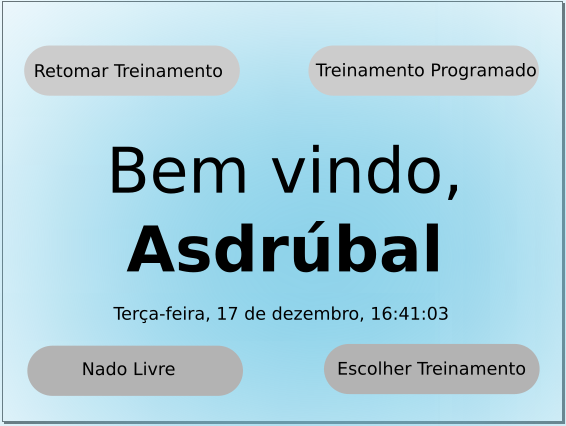 Retomar Treinamento
Treinamento Programado
Bem vindo,
Asdrúbal
Terça-feira, 17 de dezembro, 16:41:03
Nado Livre
Escolher Treinamento